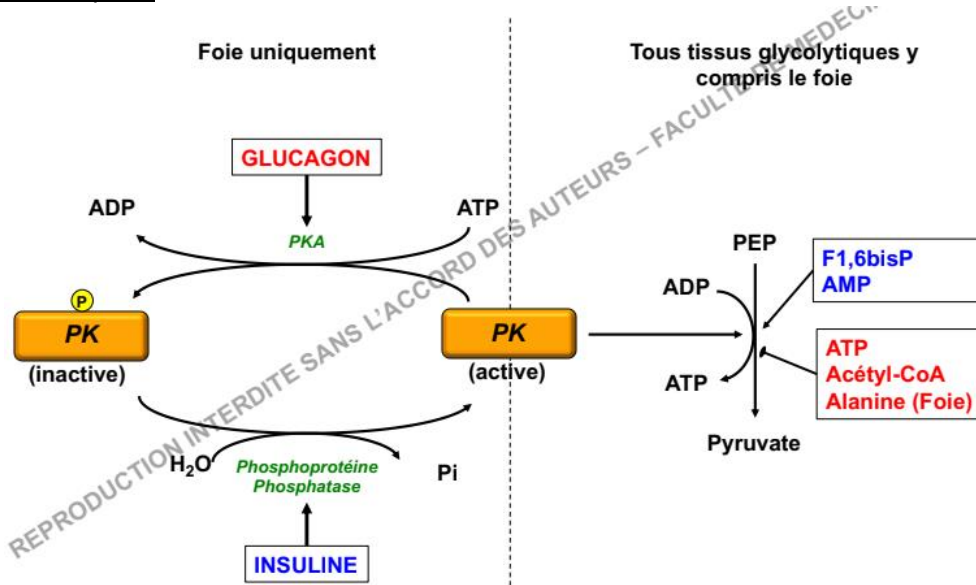 Foie uniquement
Tous tissus glycolytiques y
compris le foie
GLUCAGON
ADP
ATP
PKA
P
PK
(inactive)
PK
(active)
H2O
Phosphoprotéine
Phosphatase
Pi
INSULINE
PEP
ADP
ATP
Pyruvate
F1,6bisP
AMP
ATP
Acétyl-CoA
Alanine (Foie)
REPRODUCTION INTERDITE SANS L'ACCORD DES AUTEURS – FACULTE DE MEDECI